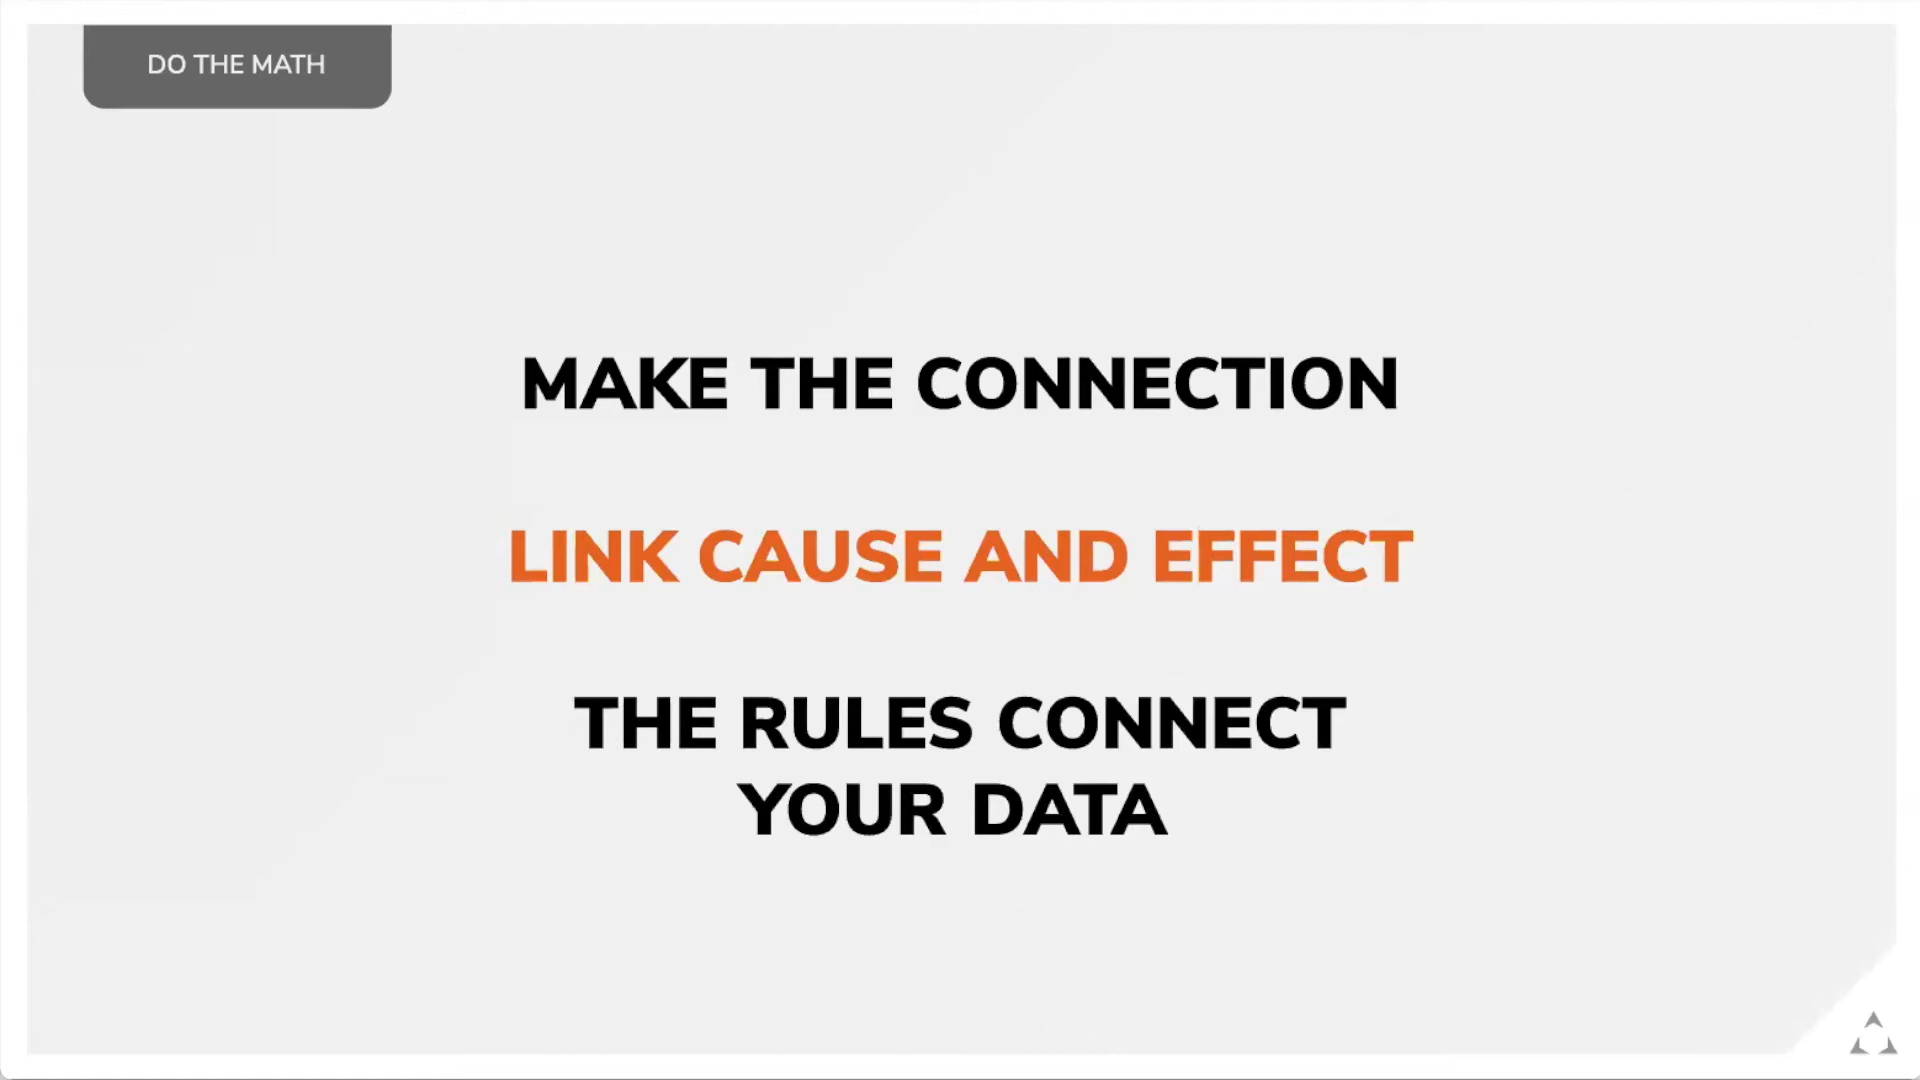 DO THE MATH
MAKE THE CONNECTION
LINK CAUSE AND EFFECT
THE RULES CONNECT
YOUR DATA